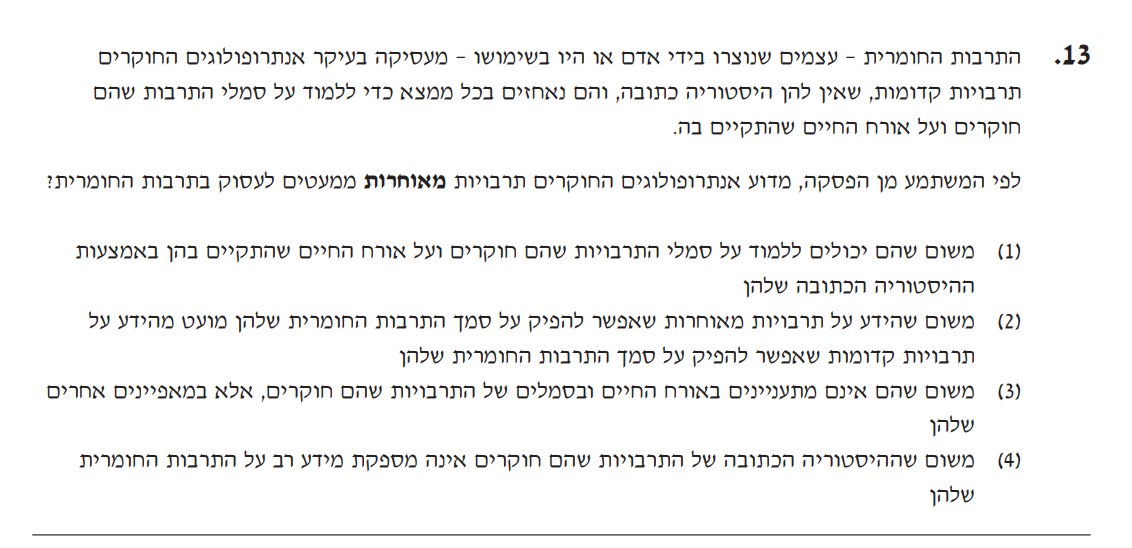 13. התרבות החומרית – עצמים שנוצרו בידי אדם או היו בשימושו – מעסיקה בעיקר אנתרופולוגים החוקרים
תרבויות קדומות, שאין להן היסטוריה כתובה, והם נאחזים בכל ממצא כדי ללמוד על סמלי התרבות שהם
חוקרים ועל אורח החיים שהתקיים בה.
לפי המשתמע מן הפסקה, מדוע אנתרופולוגים החוקרים תרבויות מאוחרות ממעטים לעסוק בתרבות החומרית?
(1) משום שהם יכולים ללמוד על סמלי התרבויות שהם חוקרים ועל אורח החיים שהתקיים בהן באמצעות
ההיסטוריה הכתובה שלהן
(2) משום שהידע על תרבויות מאוחרות שאפשר להפיק על סמך התרבות החומרית שלהן מועט מהידע על
תרבויות קדומות שאפשר להפיק על סמך התרבות החומרית שלהן
(3) משום שהם אינם מתעניינים באורח החיים ובסמלים של התרבויות שהם חוקרים, אלא במאפיינים אחרים
שלהן
(4) משום שההיסטוריה הכתובה של התרבויות שהם חוקרים אינה מספקת מידע רב על התרבות החומרית
שלהן